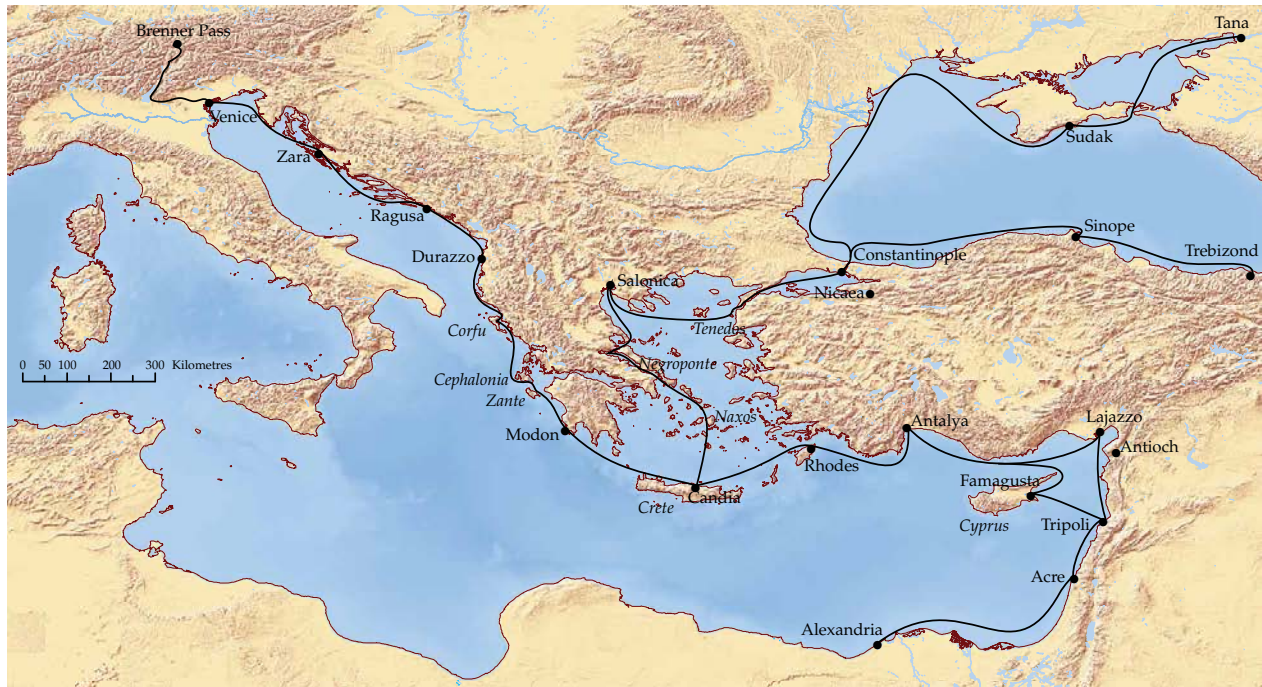 Tana
Brenner Pass
Venice
Sudak
Zara
Ragusa
Sinope
Constantinople
Trebizond
Durazzo
Salonica
Nicaea
Corfu
Tenedos
0 50 100 200 300 Kilometres
Negroponte
Cephalonia
Zante
Naxos
Modon
Antalya
Lajazzo
Antioch
Rhodes
Famagusta
Candia
Crete
Cyprus
Tripoli
Acre
Alexandria